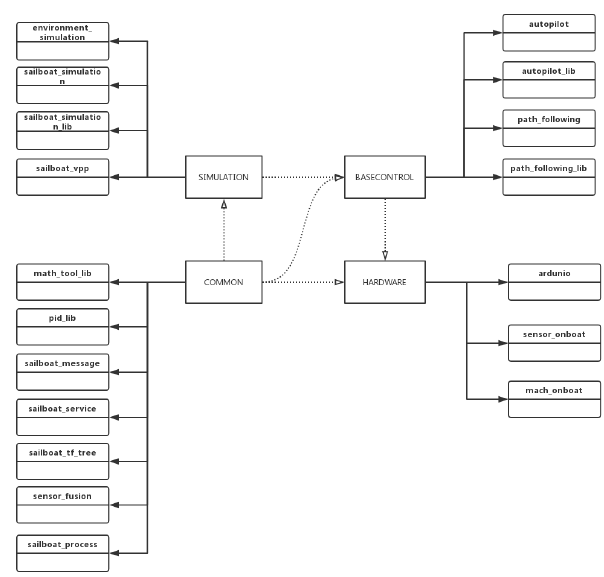 environment_
simulation
sailboat_simulatio
n
sailboat_simulatio
n_lib
sailboat_vpp
SIMULATION
BASECONTROL
autopilot
autopilot_lib
path_following
path_following_lib
math_tool_lib
pid_lib
sailboat_message
sailboat_service
sailboat_tf_tree
sensor_fusion
sailboat_process
COMMON
HARDWARE
ardunio
sensor_onboat
mach_onboat